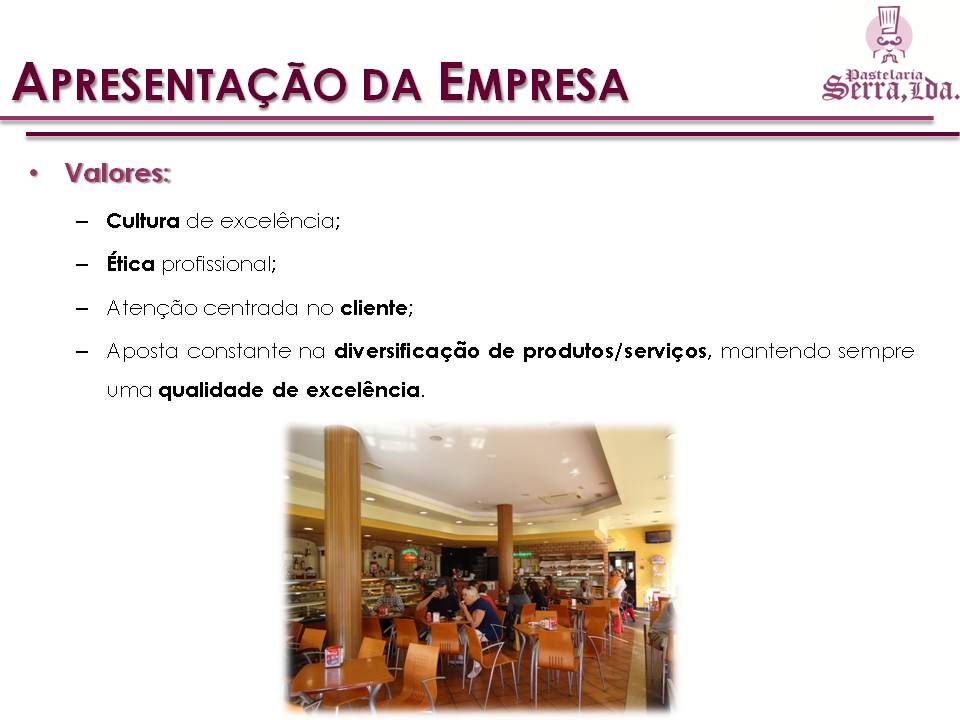 APRESENTAÇÃO DA EMPRESA
Pastelaria
Serra, Lda.
• Valores:
– Cultura de excelência;
– Ética profissional;
– Atenção centrada no cliente;
– Aposta constante na diversificação de produtos/serviços, mantendo sempre
uma qualidade de excelência.